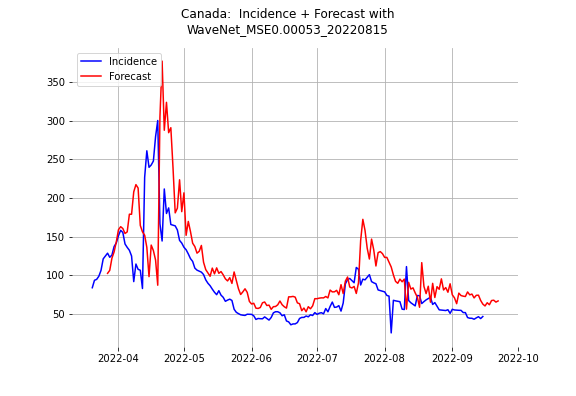 Canada:  Incidence + Forecast with
WaveNet_MSE0.00053_20220815
Incidence
Forecast
350
300
250
200
150
100
50
2022-04 2022-05 2022-06 2022-07 2022-08 2022-09 2022-10